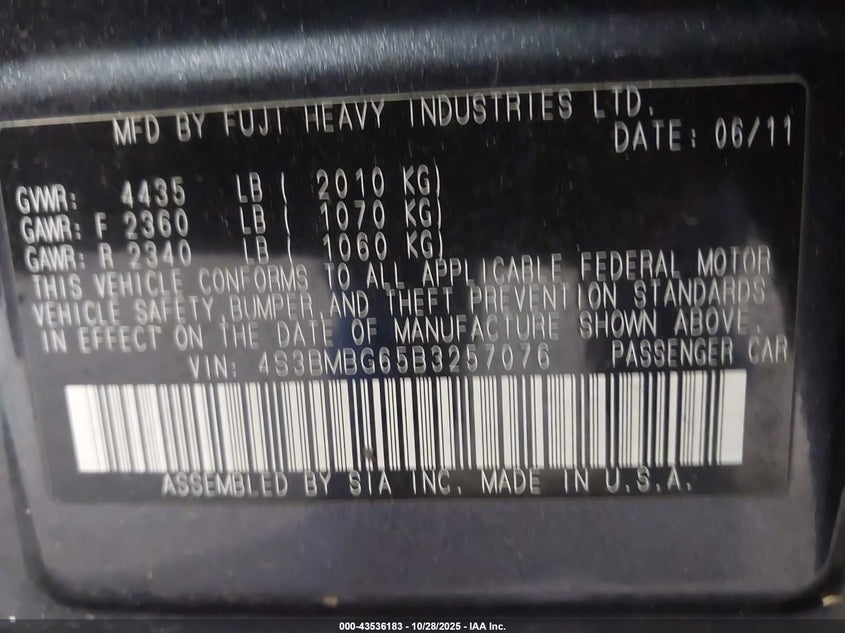 MFD BY FUJI HEAVY INDUSTRIES LTD.
DATE: 06/11
GVWR: 4435 LB ( 2010 KG)
GAWR: F 2360 LB ( 1070 KG)
GAWR: R 2340 LB ( 1060 KG)
THIS VEHICLE CONFORMS TO ALL APPLICABLE FEDERAL MOTOR
VEHICLE SAFETY,BUMPER,AND THEFT PREVENTION STANDARDS
IN EFFECT ON THE DATE OF MANUFACTURE SHOWN ABOVE.
VIN: 4S3BMBG65B3257076 PASSENGER CAR
ASSEMBLED BY SIA INC. MADE IN U.S.A.
000-43536183 - 10/28/2025 - IAA Inc.